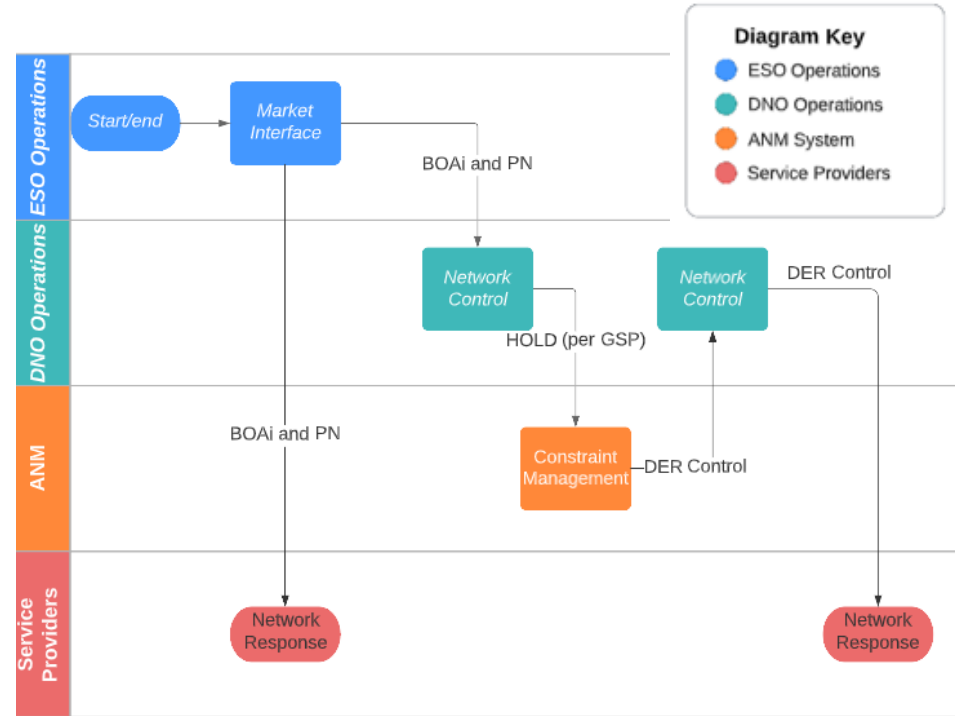 Diagram Key
ESO Operations
DNO Operations
ANM System
Service Providers
ESO Operations
Start/end
Market
Interface
BOAi and PN
DNO Operations
Network
Control
Network
Control
DER Control
HOLD (per GSP)
ANM
BOAi and PN
Constraint
Management
DER Control
Service
Providers
Network
Response
Network
Response